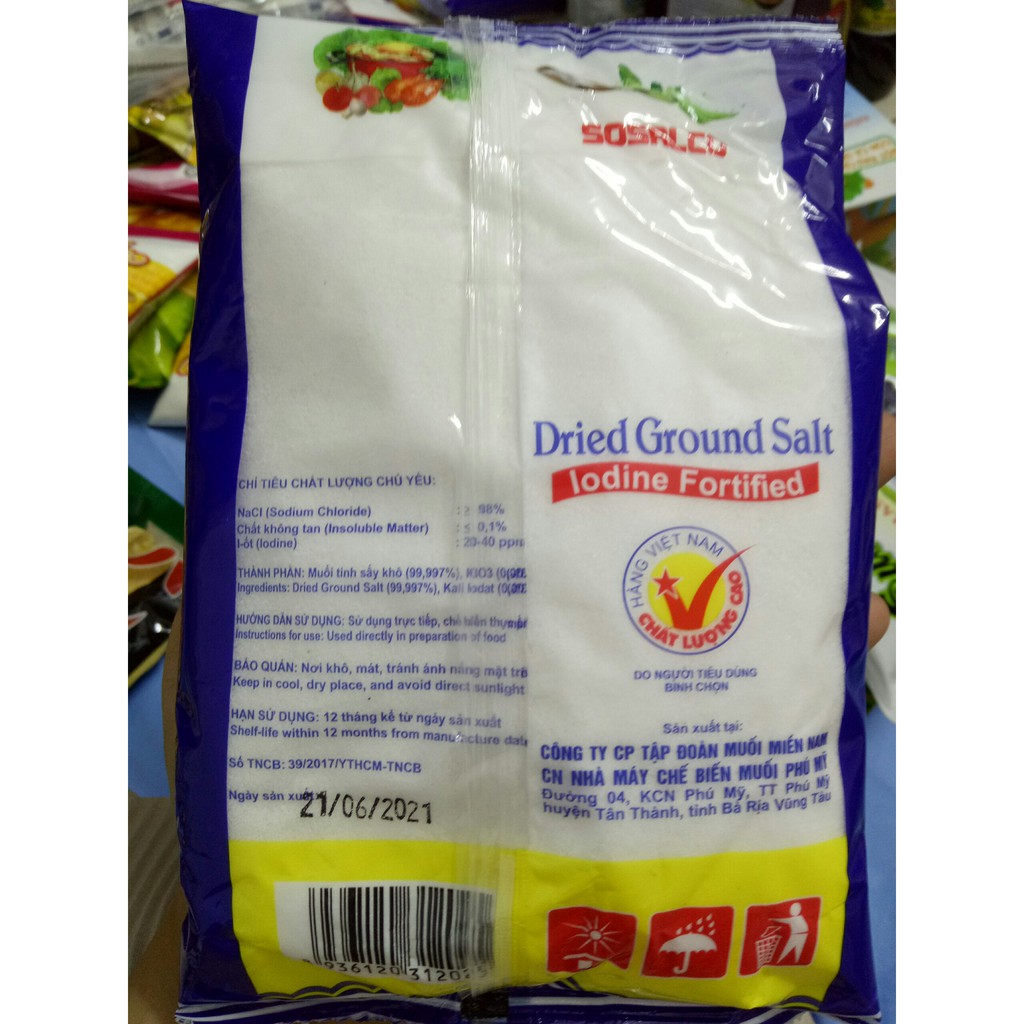 SOSALCO
Dried Ground Salt
Iodine Fortified
HÀNG VIỆT NAM
CHẤT LƯỢNG CAO
DO NGƯỜI TIÊU DÙNG
BÌNH CHỌN
Sản xuất tại:
CÔNG TY CP TẬP ĐOÀN MUỐI MIỀN NAM
CN NHÀ MÁY CHẾ BIẾN MUỐI PHÚ MỸ
Đường 04, KCN Phú Mỹ, TT Phú Mỹ
huyện Tân Thành, tỉnh Bà Rịa Vũng Tàu
CHỈ TIÊU CHẤT LƯỢNG CHỦ YẾU:
NaCl (Sodium Chloride) : ≥ 98%
Chất không tan (Insoluble Matter) : ≤ 0,1%
I-ốt (Iodine) : 20-40 ppm
THÀNH PHẦN: Muối tinh sấy khô (99,997%), KIO3
Ingredients: Dried Ground Salt (99,997%), Kali Iodat
HƯỚNG DẪN SỬ DỤNG: Sử dụng trực tiếp, chế biến
Instructions for use: Used directly in preparation of food
BẢO QUẢN: Nơi khô, mát, tránh ánh nắng mặt
Keep in cool, dry place, and avoid direct sunlight
HẠN SỬ DỤNG: 12 tháng kể từ ngày sản xuất
Shelf-life within 12 months from manufacture date
Số TNCB: 39/2017/YTHCM-TNCB
Ngày sản xuất
21/06/2021
936120 31202